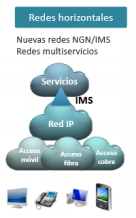 Redes horizontales
Nuevas redes NGN/IMS
Redes multiservicios
Servicios
IMS
Red IP
Acceso
móvil
Acceso
fibra
Acceso
cobre